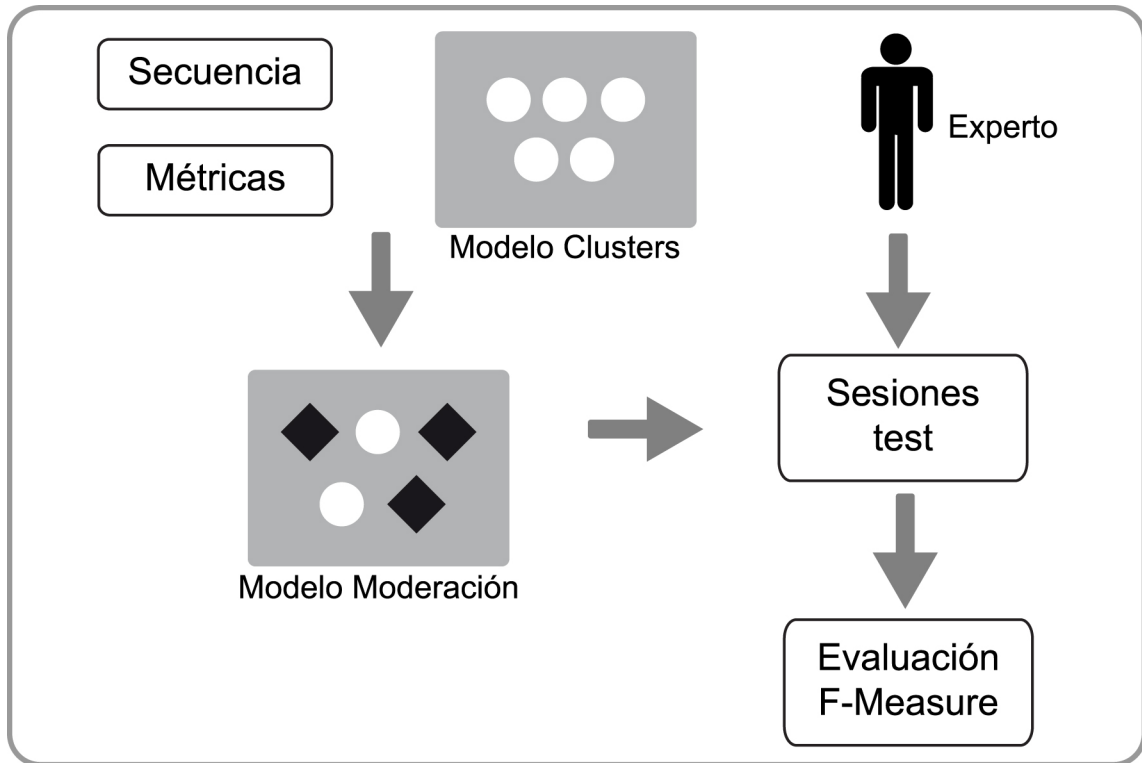 Secuencia
Métricas
Modelo Clusters
Experto
Modelo Moderación
Sesiones
test
Evaluación
F-Measure